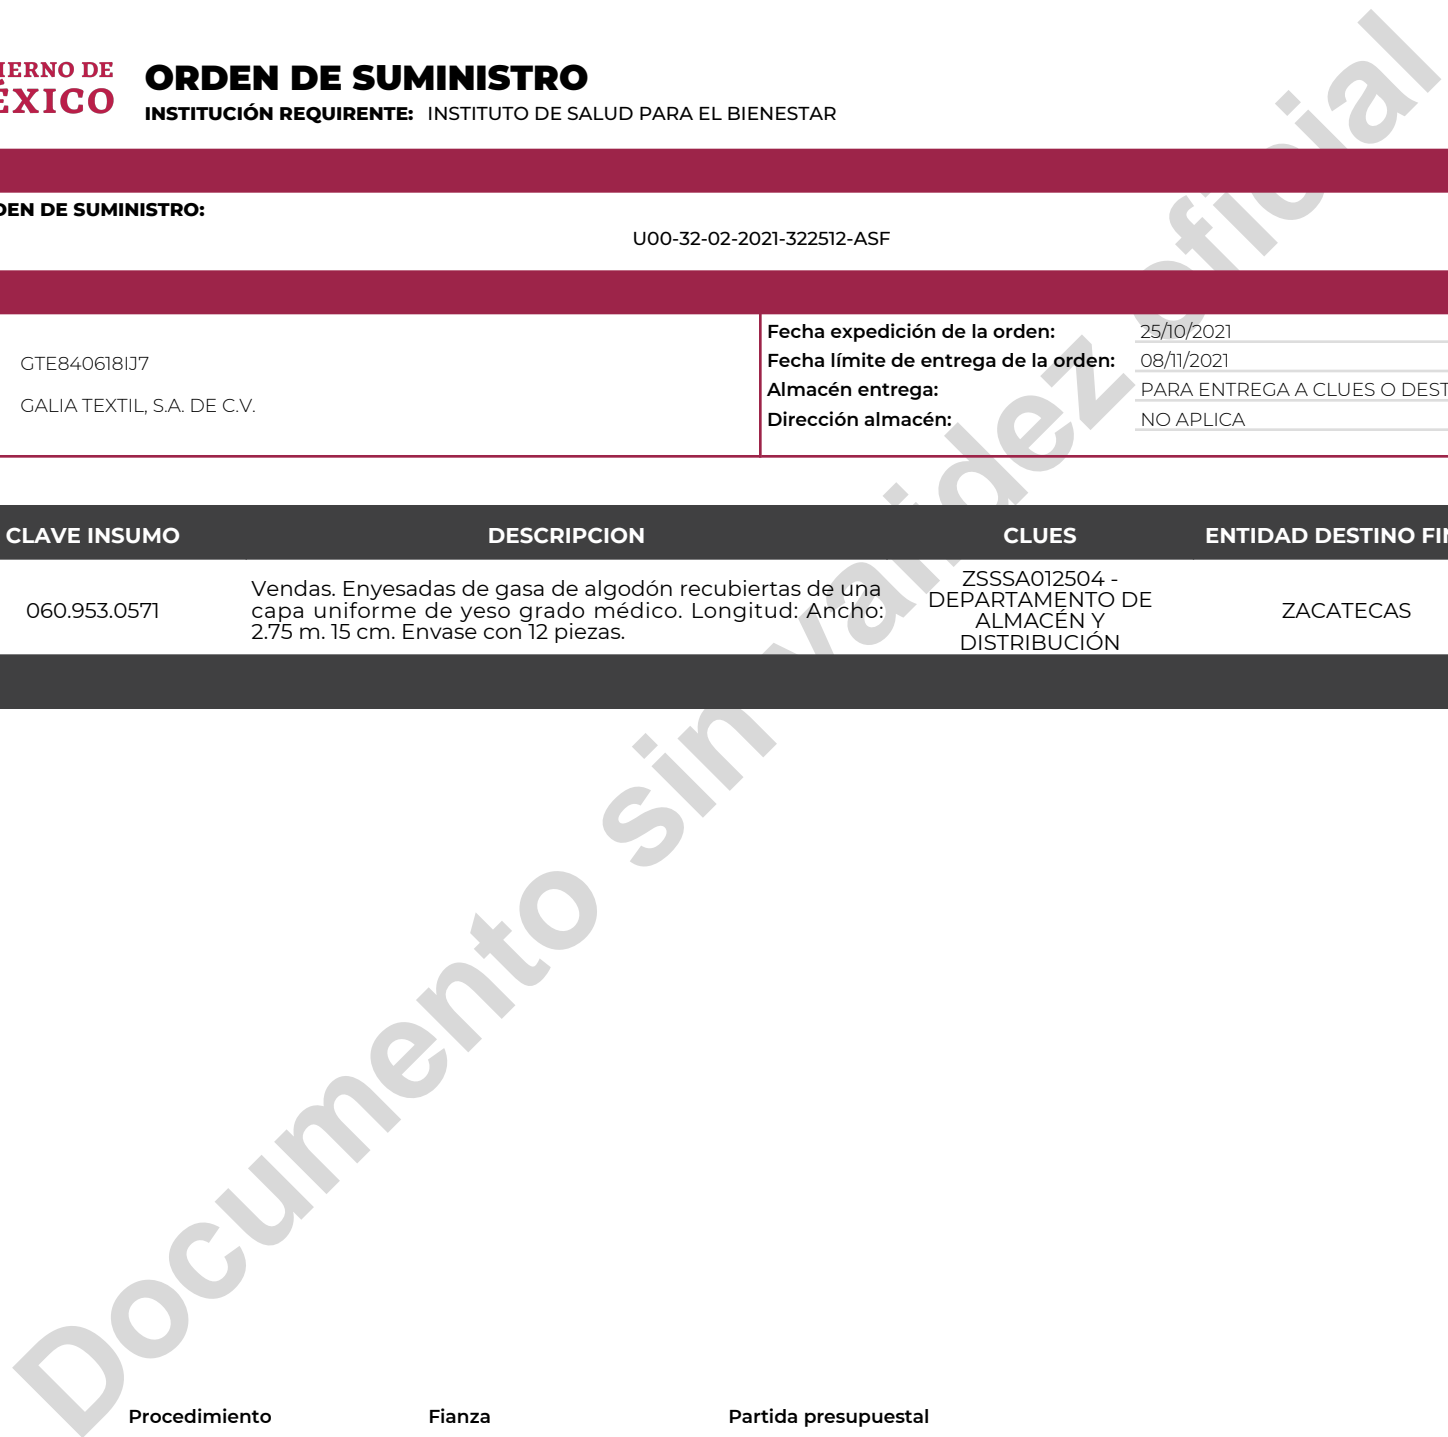 IERNO DE
ÉXICO
ORDEN DE SUMINISTRO
INSTITUCIÓN REQUIRENTE: INSTITUTO DE SALUD PARA EL BIENESTAR
DEN DE SUMINISTRO:
U00-32-02-2021-322512-ASF
GTE840618IJ7
GALIA TEXTIL, S.A. DE C.V.
Fecha expedición de la orden: 25/10/2021
Fecha límite de entrega de la orden: 08/11/2021
Almacén entrega: PARA ENTREGA A CLUES O DEST
Dirección almacén: NO APLICA
CLAVE INSUMO DESCRIPCION CLUES ENTIDAD DESTINO FIN
060.953.0571
Vendas. Enyesadas de gasa de algodón recubiertas de una
capa uniforme de yeso grado médico. Longitud: Ancho:
2.75 m. 15 cm. Envase con 12 piezas.
ZSSSA012504 -
DEPARTAMENTO DE
ALMACÉN Y
DISTRIBUCIÓN
ZACATECAS
Documento sin validez oficial
Procedimiento Fianza Partida presupuestal